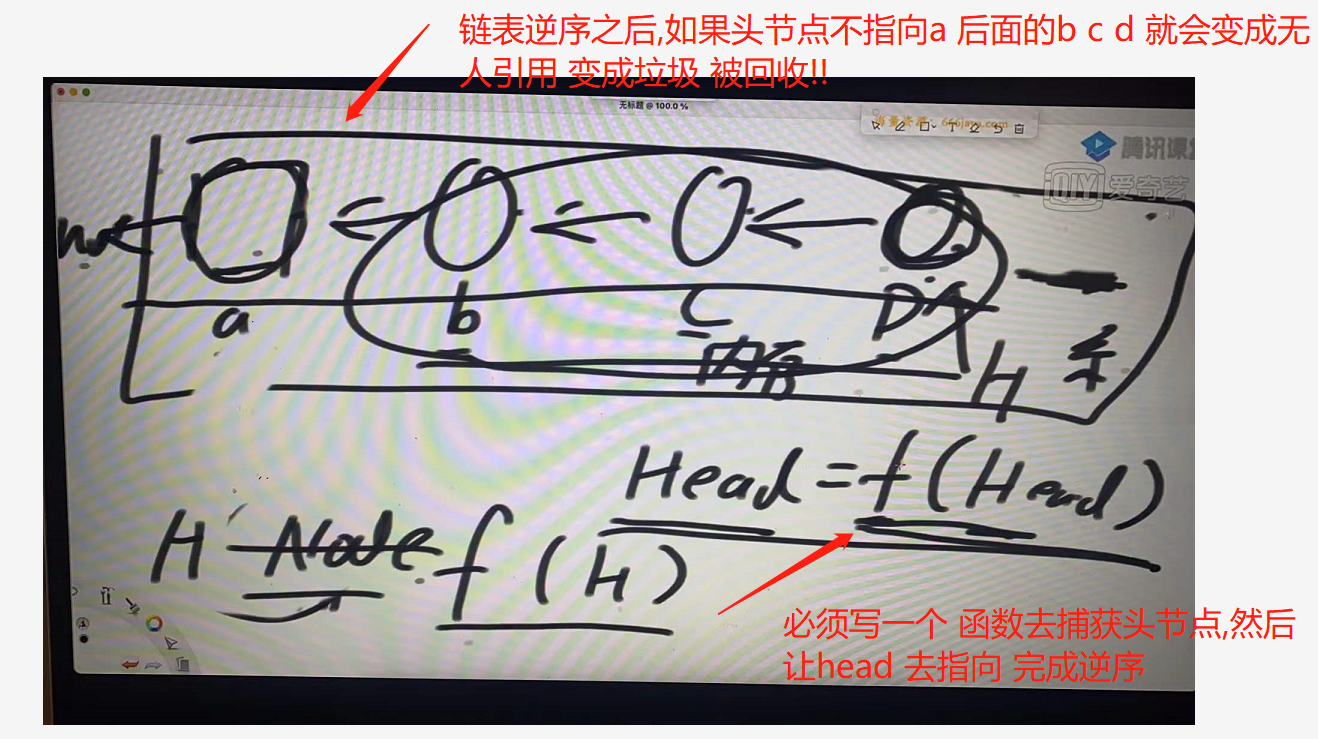 链表逆序之后,如果头节点不指向a 后面的b c d 就会变成无
人引用 变成垃圾 被回收!!
无标题 @ 100.0 %
666java.com
腾讯课
QIYI 爱奇艺
a
b
C
D
内存
H
Head = f(Head)
H Node f (H)
必须写一个 函数去捕获头节点,然后
让head 去指向 完成逆序